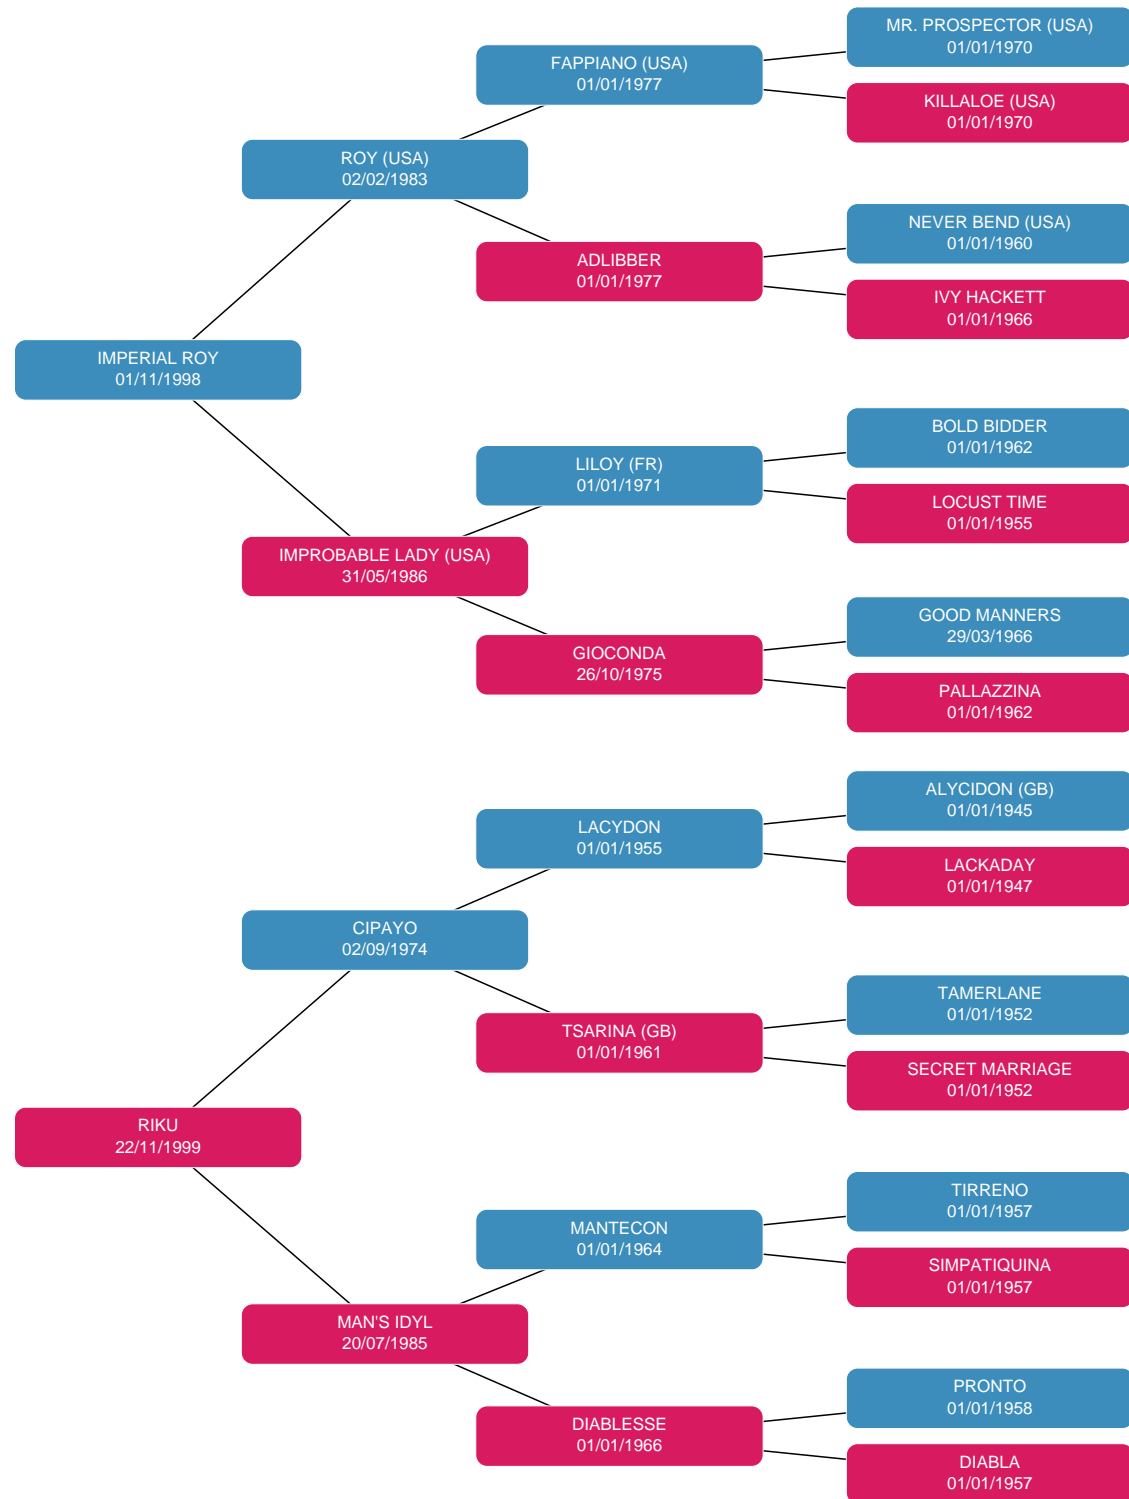 MR. PROSPECTOR (USA)
01/01/1970
FAPPIANO (USA)
01/01/1977
KILLALOE (USA)
01/01/1970
ROY (USA)
02/02/1983
NEVER BEND (USA)
01/01/1960
ADLIBBER
01/01/1977
IVY HACKETT
01/01/1966
IMPERIAL ROY
01/11/1998
BOLD BIDDER
01/01/1962
LILOY (FR)
01/01/1971
LOCUST TIME
01/01/1955
IMPROBABLE LADY (USA)
31/05/1986
GOOD MANNERS
29/03/1966
GIOCONDA
26/10/1975
PALLAZZINA
01/01/1962
ALYCIDON (GB)
01/01/1945
LACYDON
01/01/1955
LACKADAY
01/01/1947
CIPAYO
02/09/1974
TAMERLANE
01/01/1952
TSARINA (GB)
01/01/1961
SECRET MARRIAGE
01/01/1952
RIKU
22/11/1999
TIRRENO
01/01/1957
MANTECON
01/01/1964
SIMPATIQUINA
01/01/1957
MAN'S IDYL
20/07/1985
PRONTO
01/01/1958
DIABLESSE
01/01/1966
DIABLA
01/01/1957